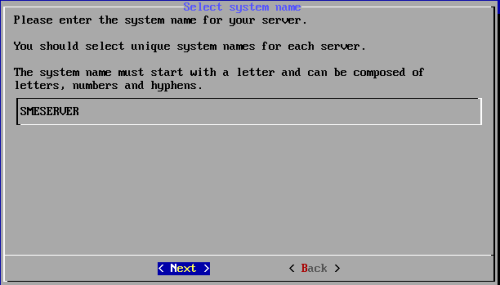 Select system name
Please enter the system name for your server.
You should select unique system names for each server.
The system name must start with a letter and can be composed of
letters, numbers and hyphens.
SMESERVER
< Next > < Back >